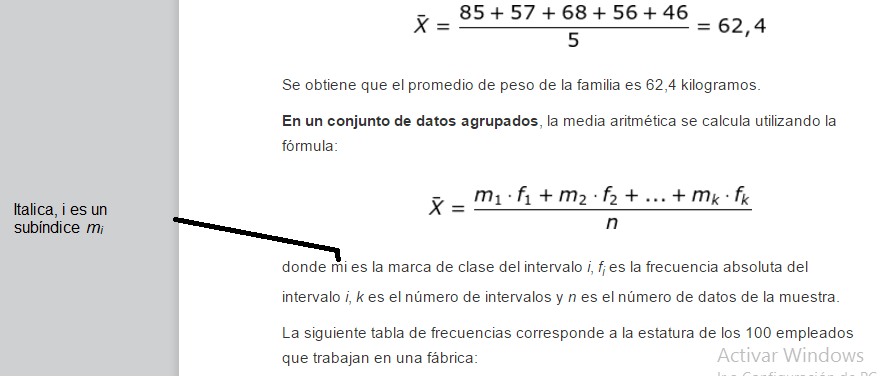 X̄ = (85 + 57 + 68 + 56 + 46) / 5 = 62,4
Se obtiene que el promedio de peso de la familia es 62,4 kilogramos.
En un conjunto de datos agrupados, la media aritmética se calcula utilizando la
fórmula:
X̄ = (m₁ · f₁ + m₂ · f₂ + ... + mₖ · fₖ) / n
Italica, i es un
subíndice mᵢ
donde mi es la marca de clase del intervalo i, fᵢ es la frecuencia absoluta del
intervalo i, k es el número de intervalos y n es el número de datos de la muestra.
La siguiente tabla de frecuencias corresponde a la estatura de los 100 empleados
que trabajan en una fábrica:
Activar Windows